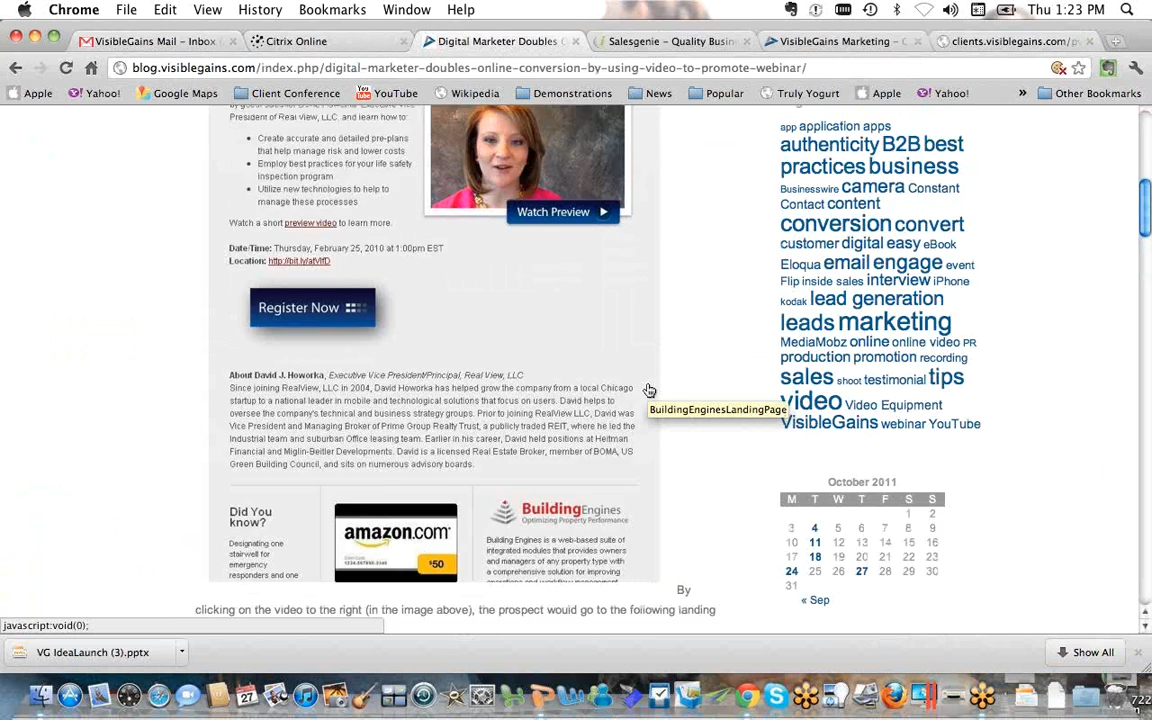 Chrome File Edit View History Bookmarks Window Help Thu 1:23 PM
VisibleGains Mail - Inbox ( Citrix Online Digital Marketer Doubles C Salesgenie – Quality Busin VisibleGains Marketing – C clients.visiblegains.com/p
blog.visiblegains.com/index.php/digital-marketer-doubles-online-conversion-by-using-video-to-promote-webinar/
Apple Yahoo! Google Maps Client Conference YouTube Wikipedia Demonstrations News Popular Truly Yogurt Apple Yahoo! » Other Bookmarks
President of Real View, LLC. and learn how to:
• Create accurate and detailed pre-plans
that help manage risk and lower costs
• Employ best practices for your life safety
inspection program
• Utilize new technologies to help to
manage these processes
Watch Preview
Watch a short preview video to learn more.
Date/Time: Thursday, February 25, 2010 at 1:00pm EST
Location: http://bit.ly/atVlfD
Register Now
About David J. Howorka, Executive Vice President/Principal, Real View, LLC
Since joining RealView, LLC in 2004, David Howorka has helped grow the company from a local Chicago
startup to a national leader in mobile and technological solutions that focus on users. David helps to
oversee the company's technical and business strategy groups. Prior to joining RealView LLC, David was
Vice President and Managing Broker of Prime Group Realty Trust, a publicly traded REIT, where he led the
Industrial team and suburban Office leasing team. Earlier in his career, David held positions at Heitman
Financial and Miglin-Beitler Developments. David is a licensed Real Estate Broker, member of BOMA, US
Green Building Council, and sits on numerous advisory boards.
BuildingEnginesLandingPage
Did You
know?
Designating one
stairwell for
emergency
responders and one
amazon.com
$50
BuildingEngines
Optimizing Property Performance
Building Engines is a web-based suite of
integrated modules that provides owners
and managers of any property type with
a comprehensive solution for improving
By
clicking on the video to the right (in the image above), the prospect would go to the following landing
app application apps
authenticity B2B best
practices business
Businesswire camera Constant
Contact content
conversion convert
customer digital easy eBook
Eloqua email engage event
Flip inside sales interview iPhone
kodak lead generation
leads marketing
MediaMobz online online video PR
production promotion recording
sales shoot testimonial tips
video Video Equipment
VisibleGains webinar YouTube
October 2011
M T W T F S S
1 2
3 4 5 6 7 8 9
10 11 12 13 14 15 16
17 18 19 20 21 22 23
24 25 26 27 28 29 30
31
« Sep
javascript:void(0);
VG IdeaLaunch (3).pptx Show All